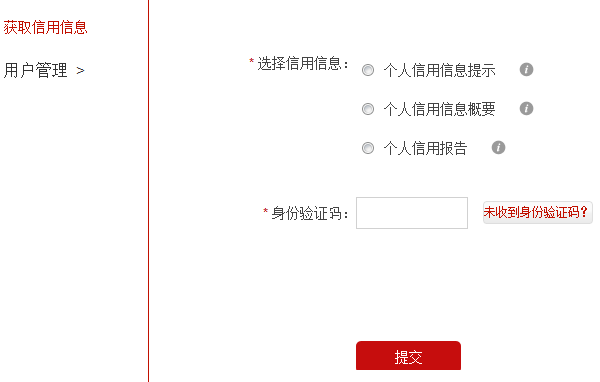 获取信用信息
用户管理 >
* 选择信用信息：
个人信用信息提示
个人信用信息概要
个人信用报告
* 身份验证码：
未收到身份验证码？
提交